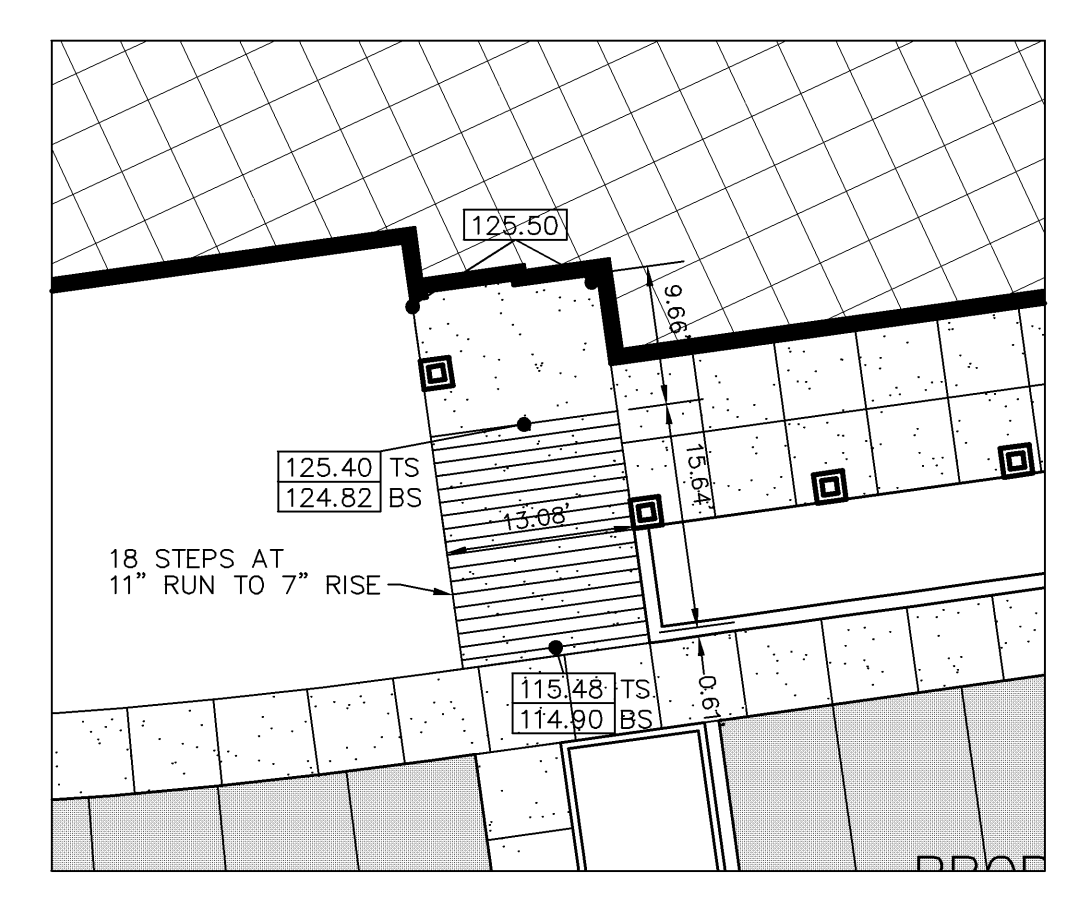 125.50
9.66'
125.40 TS
124.82 BS
15.64'
13.08'
18 STEPS AT
11" RUN TO 7" RISE
115.48 TS
114.90 BS
0.61'